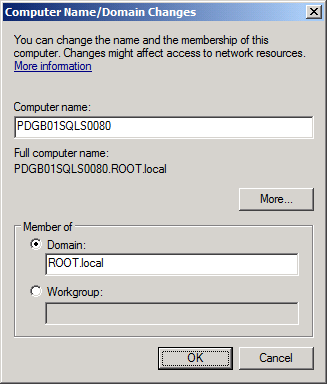 Computer Name/Domain Changes
You can change the name and the membership of this
computer. Changes might affect access to network resources.
More information
Computer name:
PDGB01SQLS0080
Full computer name:
PDGB01SQLS0080.ROOT.local
More...
Member of
Domain:
ROOT.local
Workgroup:
OK
Cancel